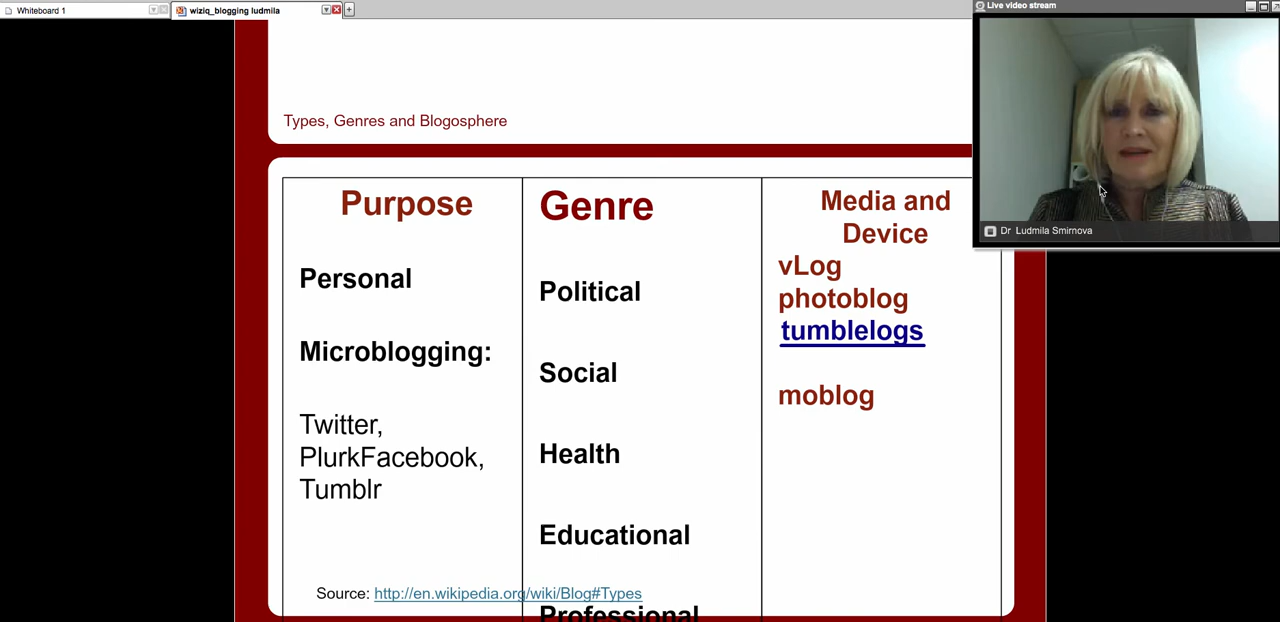 Whiteboard 1
wiziq_blogging ludmila
Live video stream
Dr Ludmila Smirnova
Types, Genres and Blogosphere
Purpose
Personal
Microblogging:
Twitter,
PlurkFacebook,
Tumblr
Genre
Political
Social
Health
Educational
Professional
Media and
Device
vLog
photoblog
tumblelogs
moblog
Source: http://en.wikipedia.org/wiki/Blog#Types